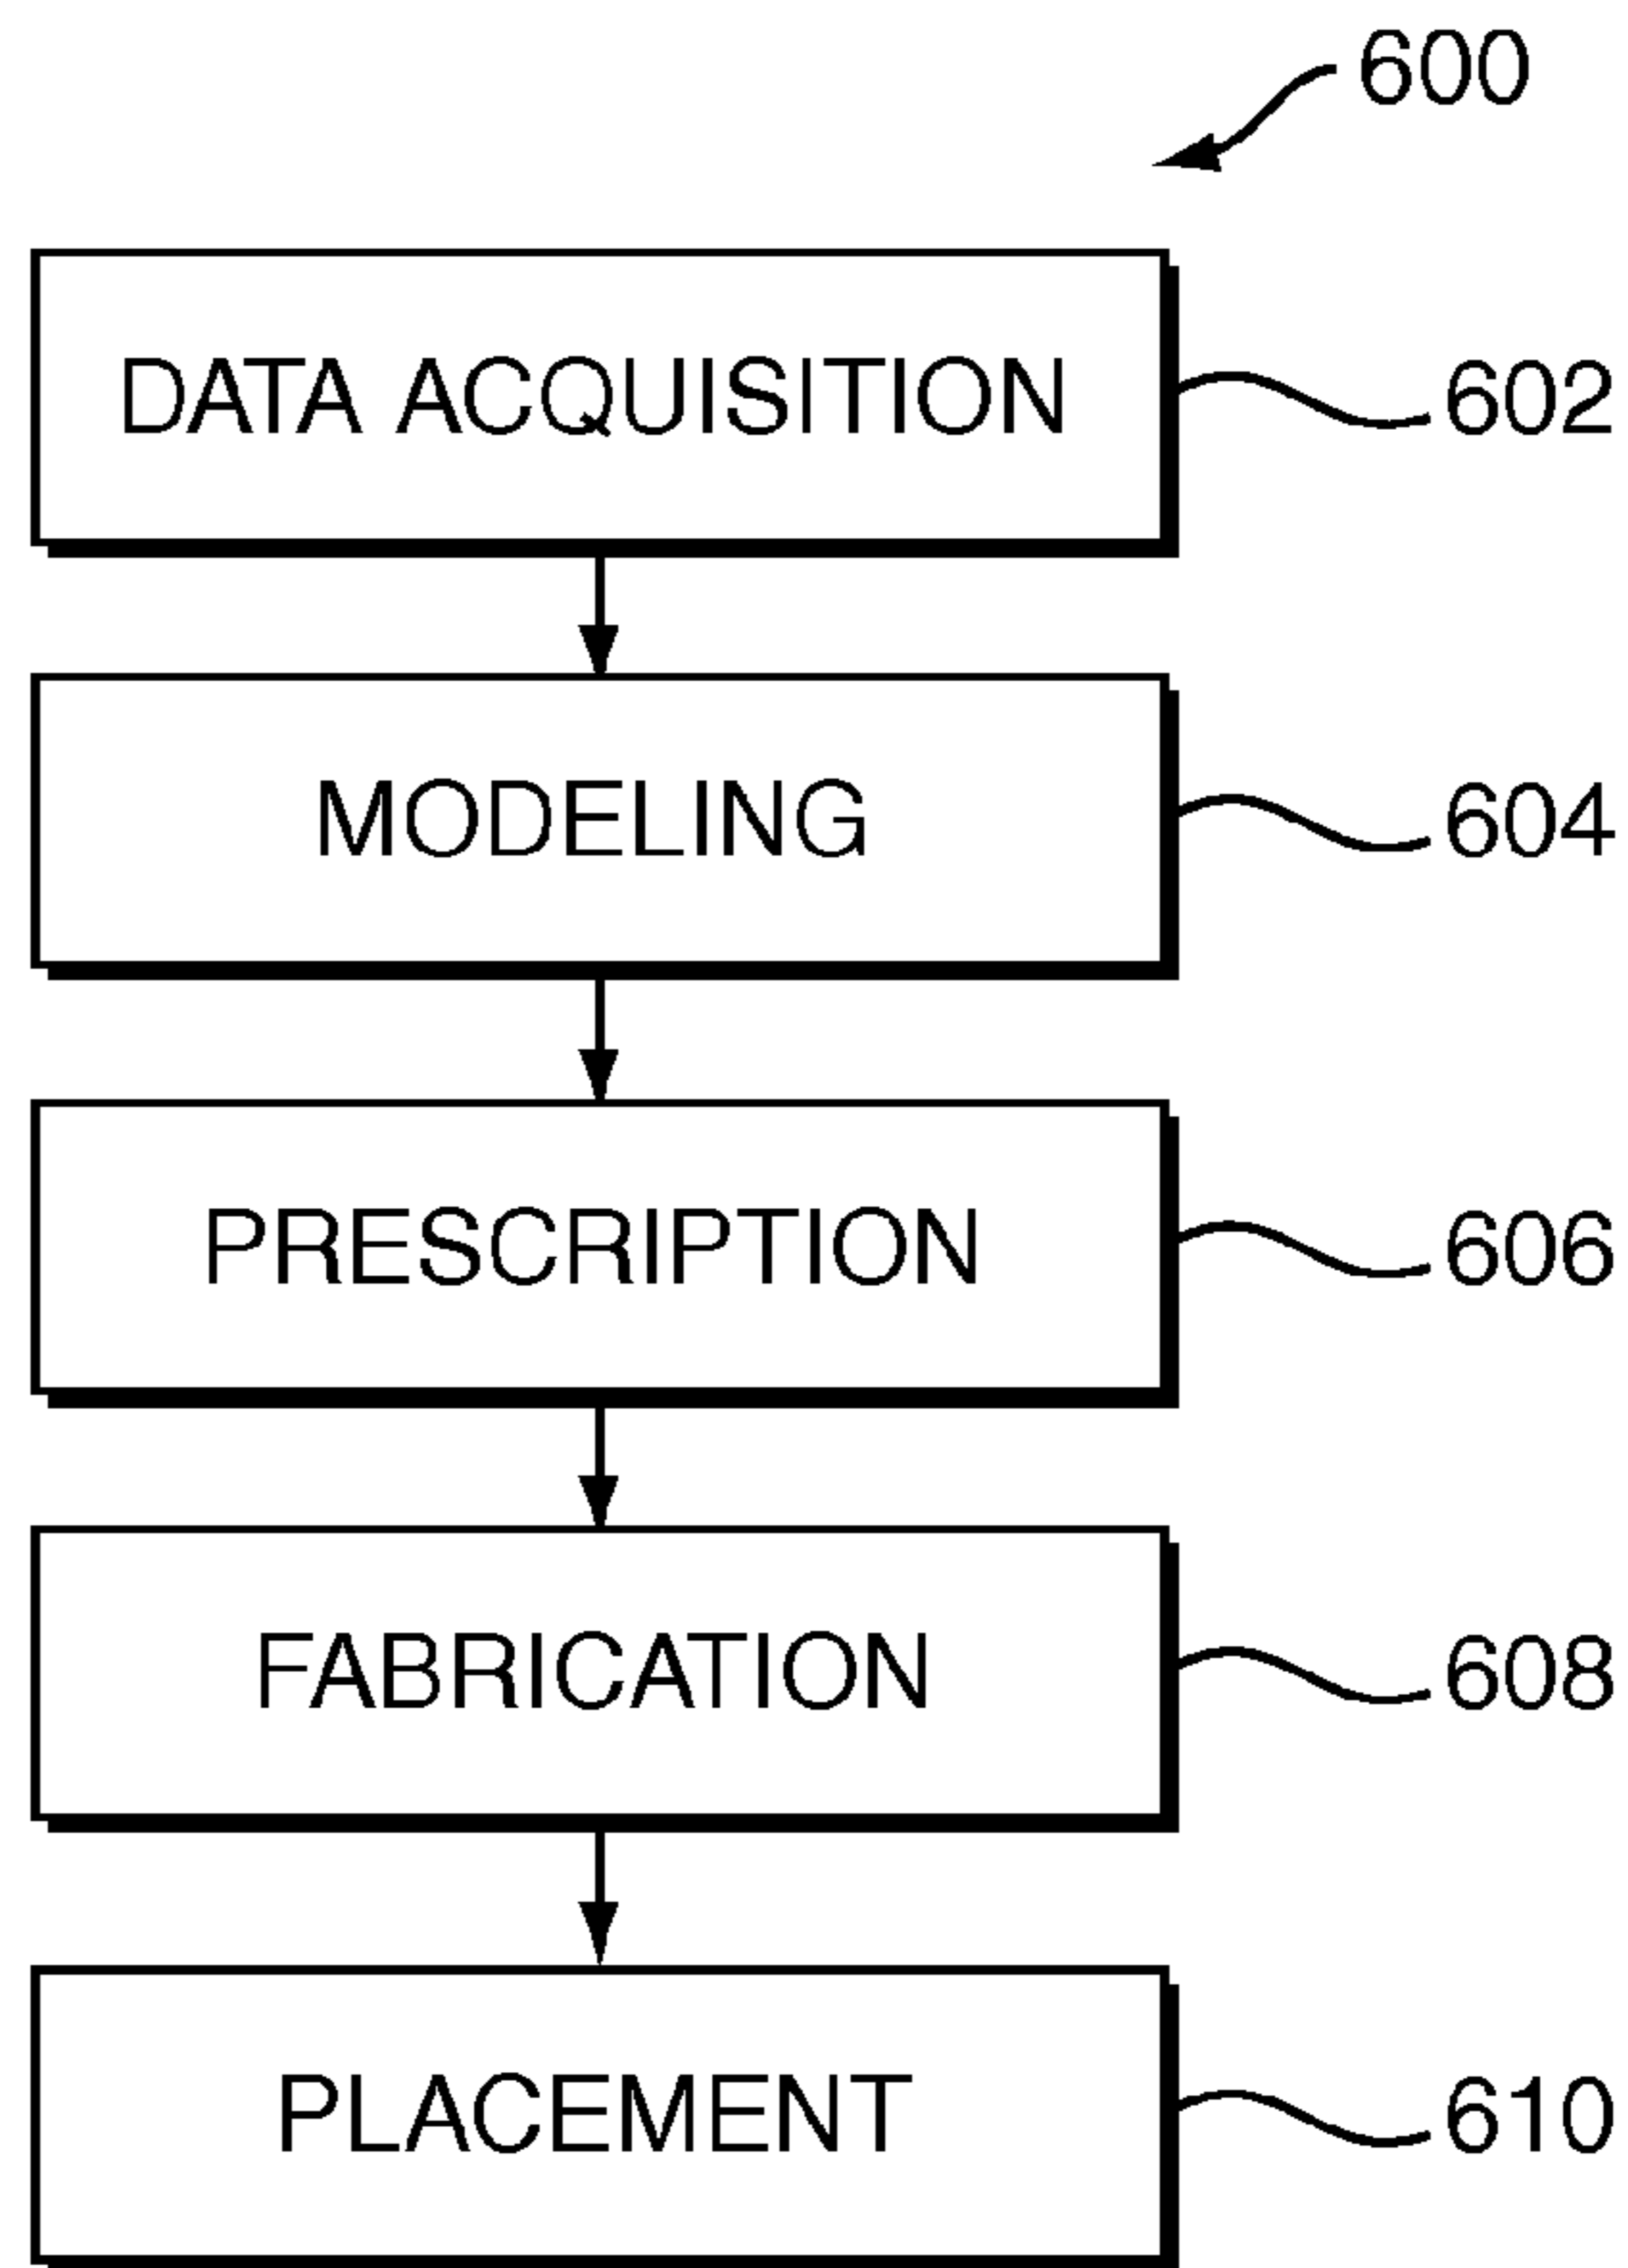 600
DATA ACQUISITION
602
MODELING
604
PRESCRIPTION
606
FABRICATION
608
PLACEMENT
610